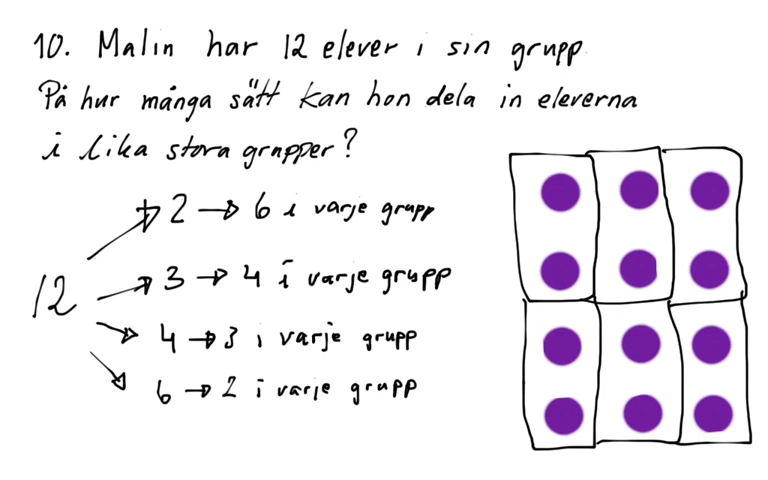 10. Malin har 12 elever i sin grupp
På hur många sätt kan hon dela in eleverna
i lika stora grupper?
12
→ 2 → 6 i varje grupp
→ 3 → 4 i varje grupp
→ 4 → 3 i varje grupp
→ 6 → 2 i varje grupp